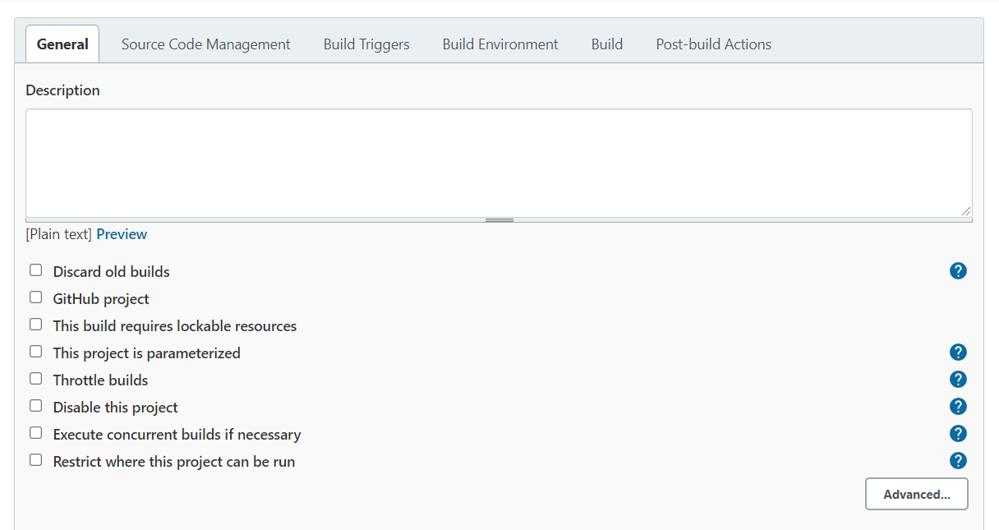 General Source Code Management Build Triggers Build Environment Build Post-build Actions
Description
[Plain text] Preview
Discard old builds ?
GitHub project
This build requires lockable resources
This project is parameterized ?
Throttle builds ?
Disable this project ?
Execute concurrent builds if necessary ?
Restrict where this project can be run ?
Advanced...